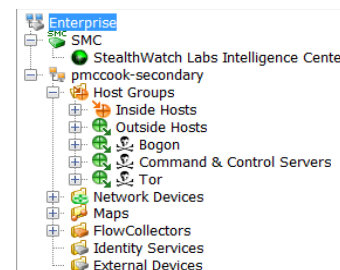 Enterprise
SMC
SMC
StealthWatch Labs Intelligence Cente
pmccook-secondary
Host Groups
Inside Hosts
Outside Hosts
Bogon
Command & Control Servers
Tor
Network Devices
Maps
FlowCollectors
Identity Services
External Devices